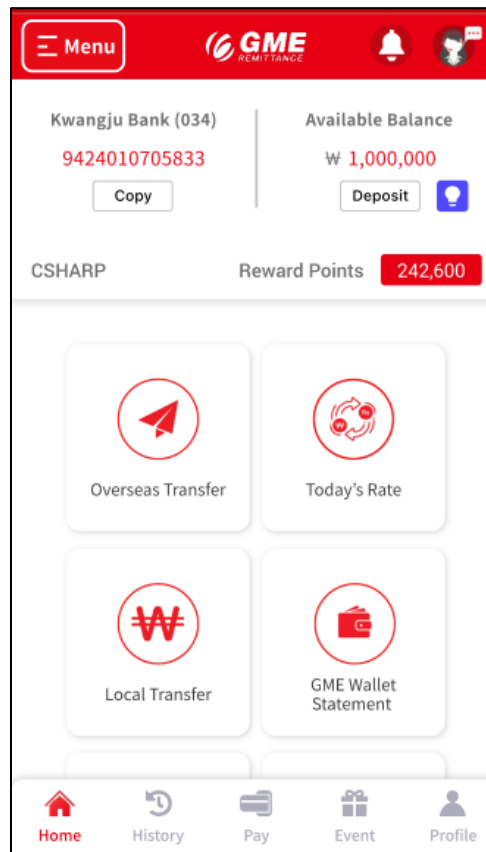 Menu
GME
REMITTANCE
Kwangju Bank (034)
Available Balance
9424010705833
₩ 1,000,000
Copy
Deposit
CSHARP
Reward Points
242,600
Overseas Transfer
Today's Rate
Local Transfer
GME Wallet
Statement
Home
History
Pay
Event
Profile